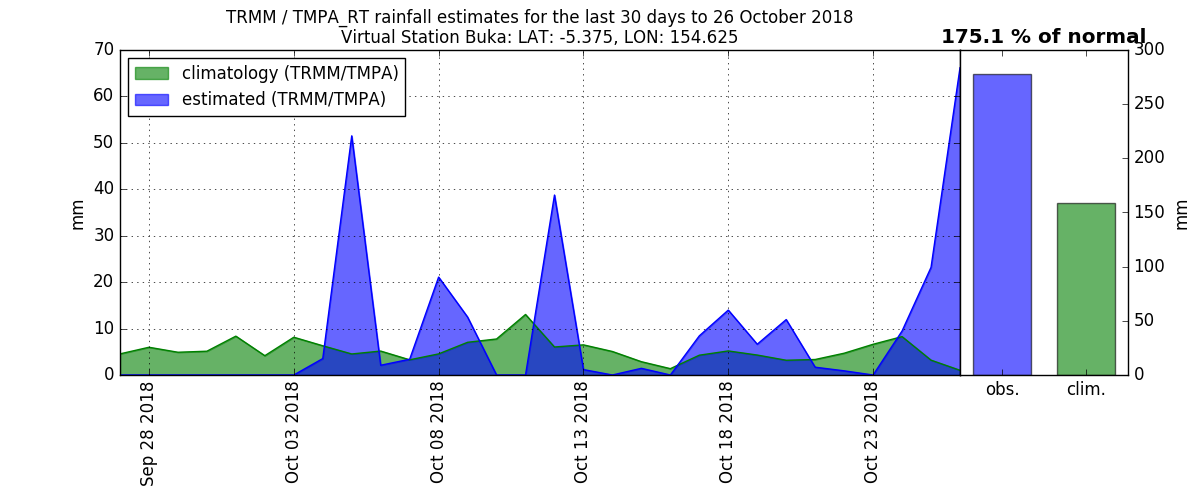 TRMM / TMPA_RT rainfall estimates for the last 30 days to 26 October 2018
Virtual Station Buka: LAT: -5.375, LON: 154.625
175.1 % of normal
climatology (TRMM/TMPA)
estimated (TRMM/TMPA)
70
60
50
40
30
20
10
0
mm
Sep 28 2018
Oct 03 2018
Oct 08 2018
Oct 13 2018
Oct 18 2018
Oct 23 2018
300
250
200
150
100
50
0
mm
obs.
clim.